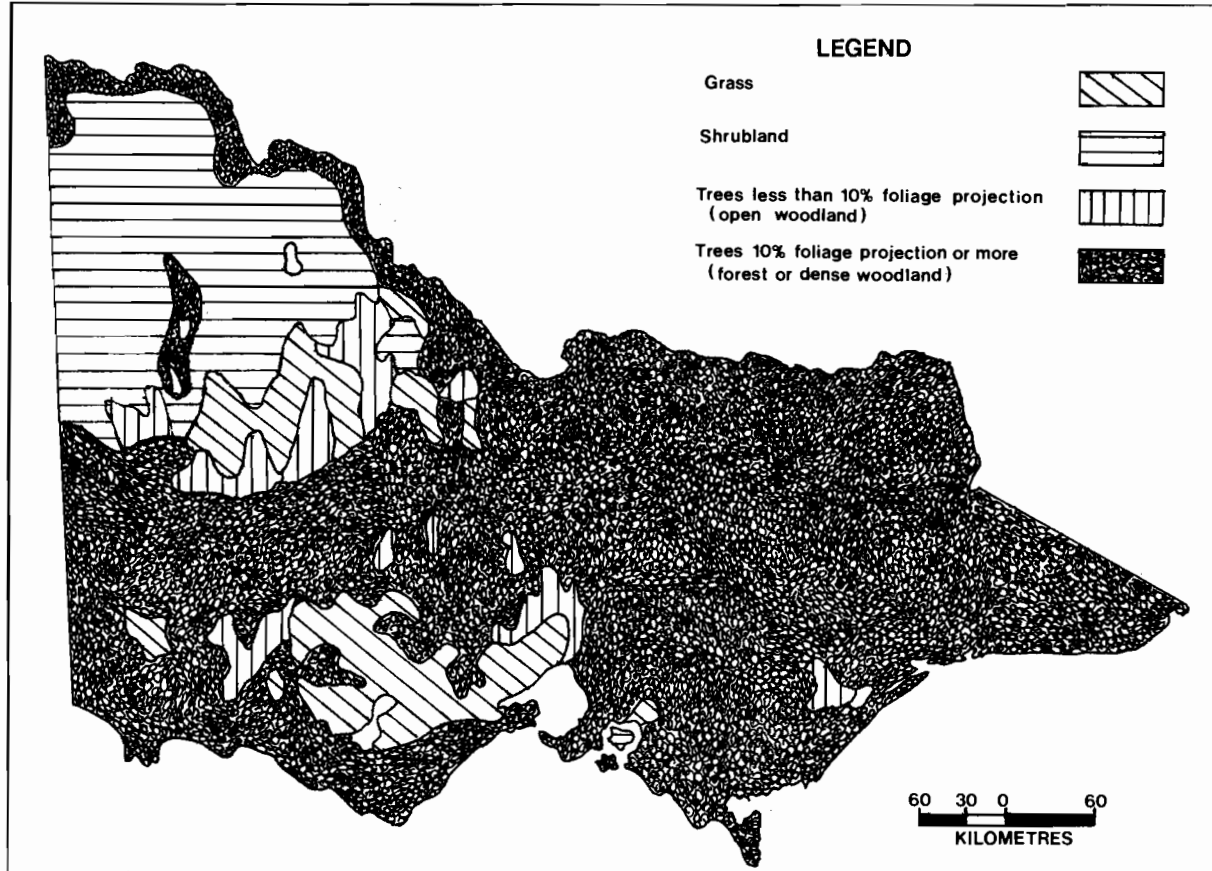 LEGEND
Grass
Shrubland
Trees less than 10% foliage projection
(open woodland)
Trees 10% foliage projection or more
(forest or dense woodland)
60 30 0 60
KILOMETRES